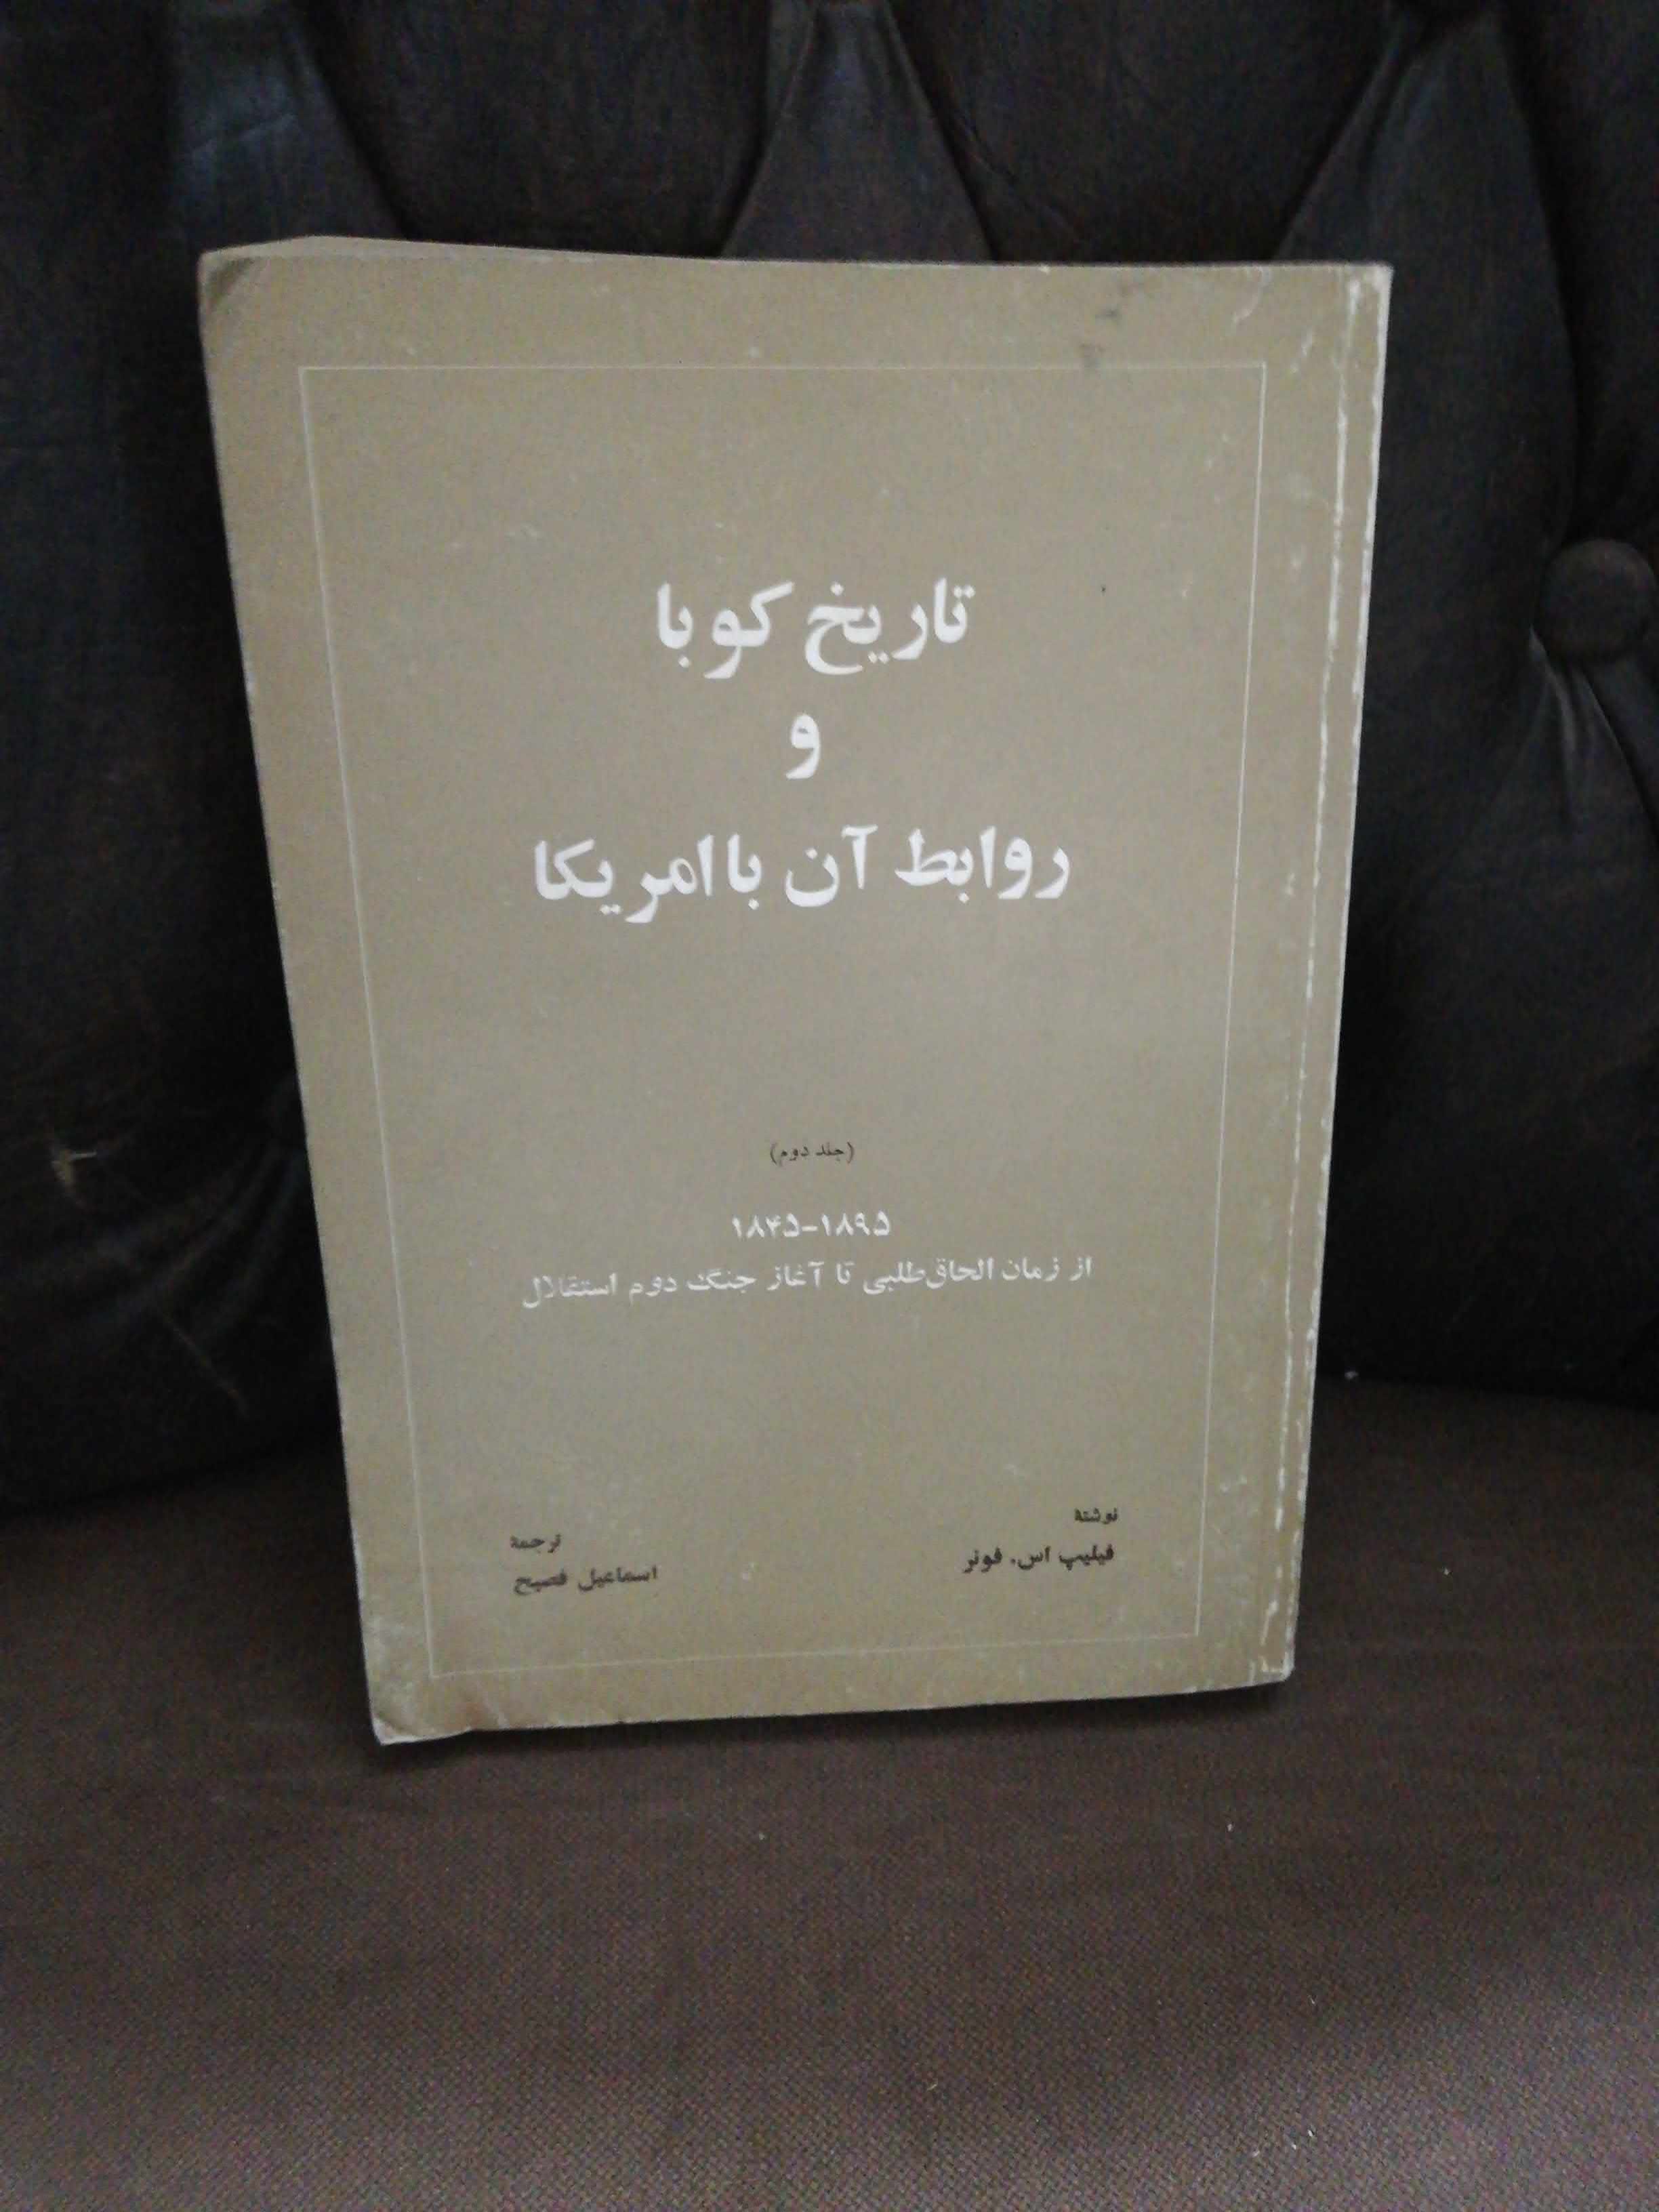 تاریخ کوبا
و
روابط آن با امریکا
(جلد دوم)
۱۸۴۵-۱۸۹۵
از زمان الحاق‌طلبی تا آغاز جنگ دوم استقلال
نوشتهٔ
فیلیپ اس. فونر
ترجمهٔ
اسماعیل فصیح